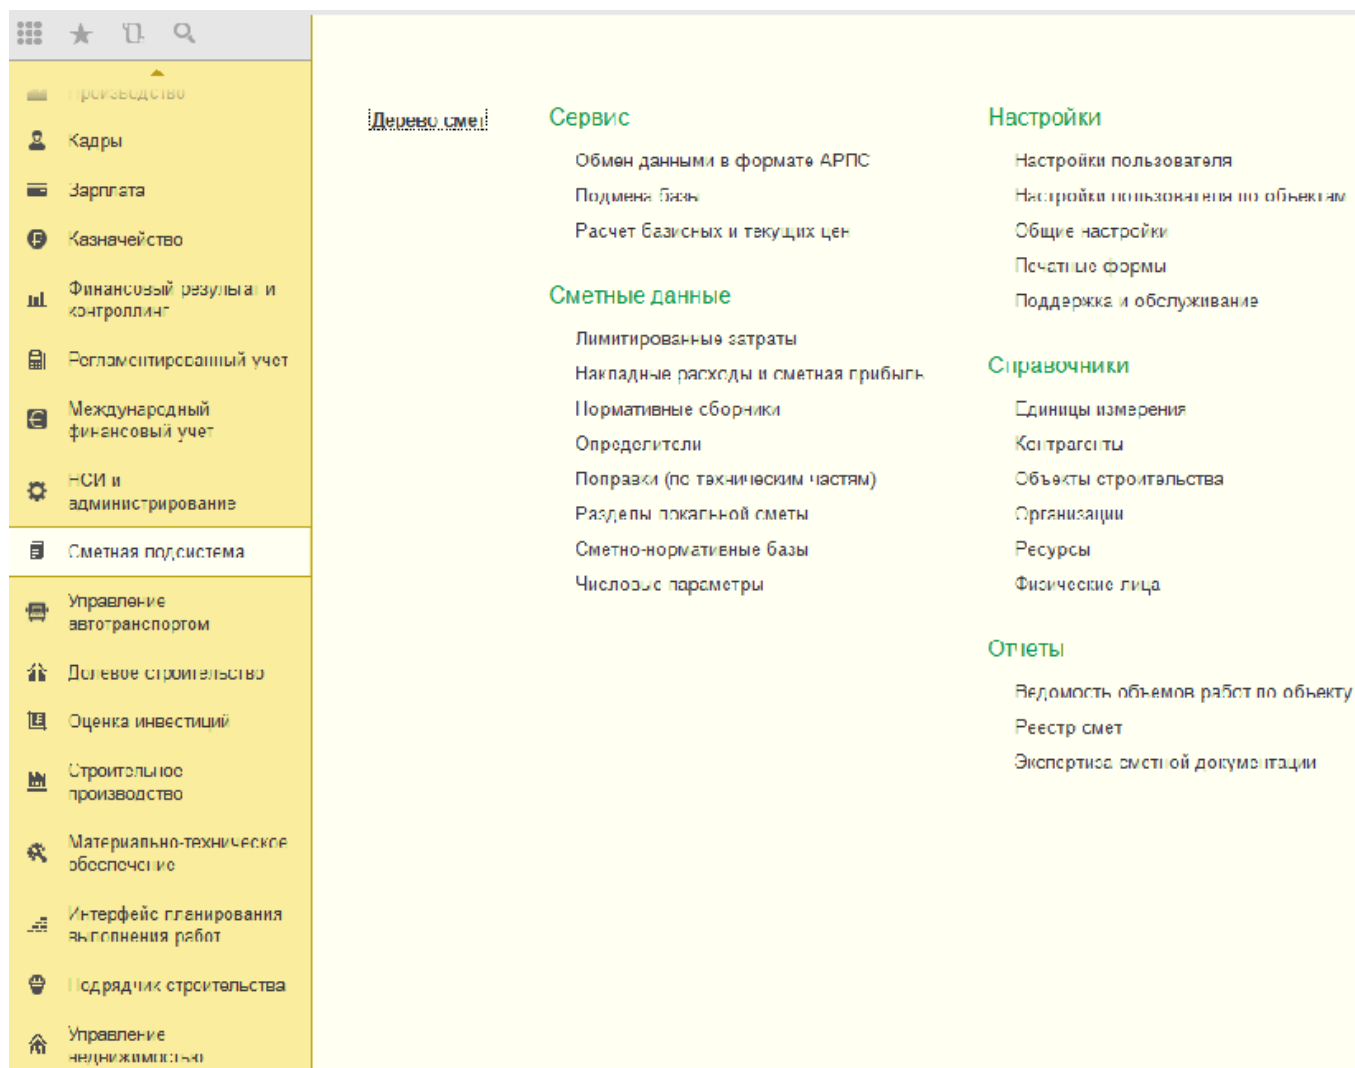 Производство
Кадры
Зарплата
Казначейство
Финансовый результат и
контроллинг
Регламентированный учет
Международный
финансовый учет
НСИ и
администрирование
Сметная подсистема
Управление
автотранспортом
Долевое строительство
Оценка инвестиций
Строительное
производство
Материально-техническое
обеспечение
Интерфейс планирования
выполнения работ
Подрядчик строительства
Управление
недвижимостью
Дерево смет
Сервис
Обмен данными в формате АРПС
Подмена базы
Расчет базисных и текущих цен
Сметные данные
Лимитированные затраты
Накладные расходы и сметная прибыль
Нормативные сборники
Определители
Поправки (по техническим частям)
Разделы локальной сметы
Сметно-нормативные базы
Числовые параметры
Настройки
Настройки пользователя
Настройки пользователя по объектам
Общие настройки
Печатные формы
Поддержка и обслуживание
Справочники
Единицы измерения
Контрагенты
Объекты строительства
Организации
Ресурсы
Физические лица
Отчеты
Ведомость объемов работ по объекту
Реестр смет
Экспертиза сметной документации